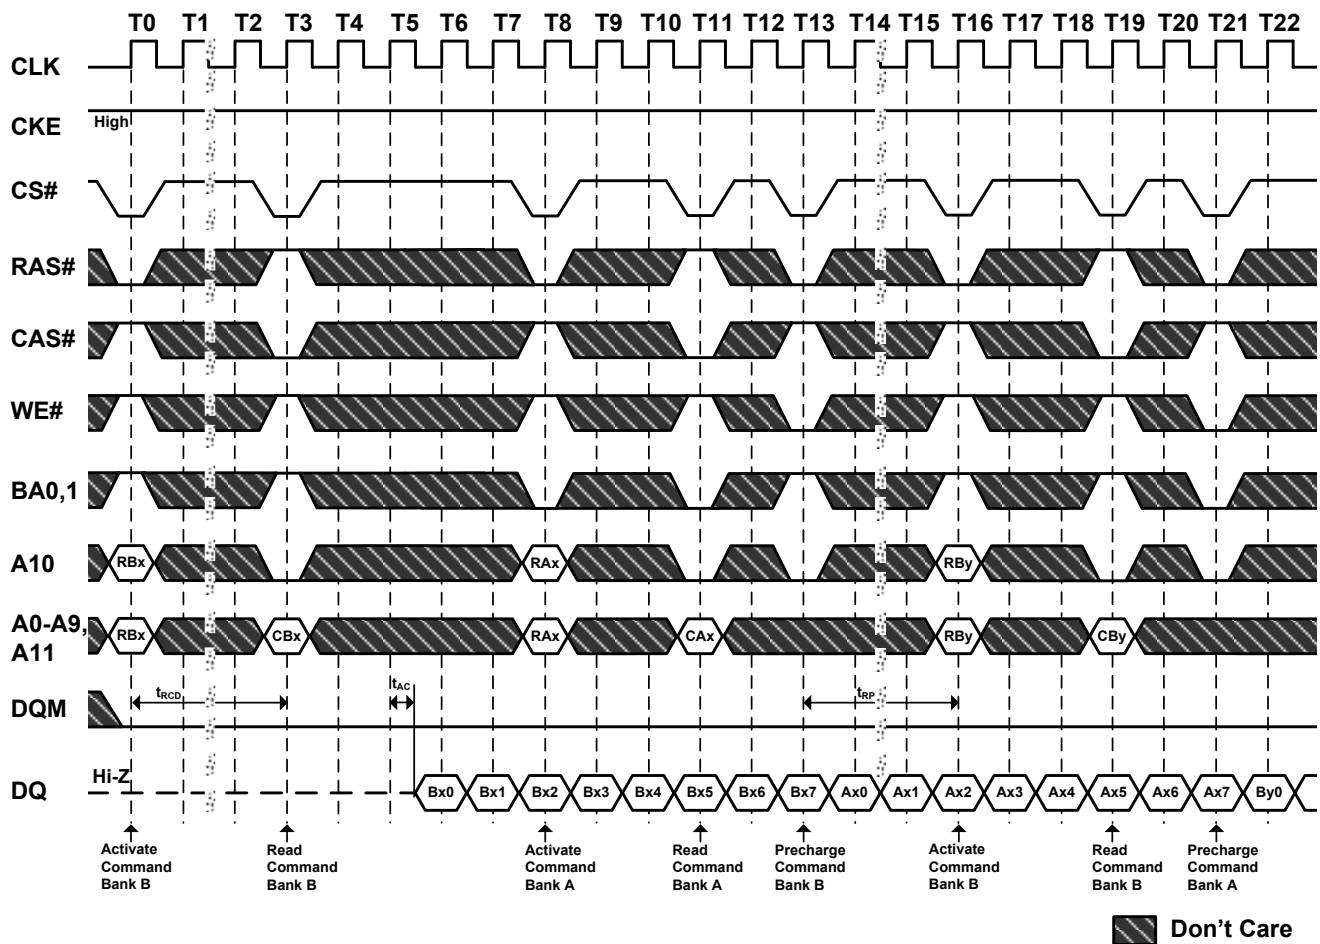 T0 T1 T2 T3 T4 T5 T6 T7 T8 T9 T10 T11 T12 T13 T14 T15 T16 T17 T18 T19 T20 T21 T22
CLK
CKE High
CS#
RAS#
CAS#
WE#
BA0,1
A10 RBx RAx RBy
A0-A9,
A11 RBx CBx RAx CAx RBy CBy
DQM tRCD tAC tRP
DQ Hi-Z Bx0 Bx1 Bx2 Bx3 Bx4 Bx5 Bx6 Bx7 Ax0 Ax1 Ax2 Ax3 Ax4 Ax5 Ax6 Ax7 By0
Activate
Command
Bank B
Read
Command
Bank B
Activate
Command
Bank A
Read
Command
Bank A
Precharge
Command
Bank B
Activate
Command
Bank B
Read
Command
Bank B
Precharge
Command
Bank A
Don't Care